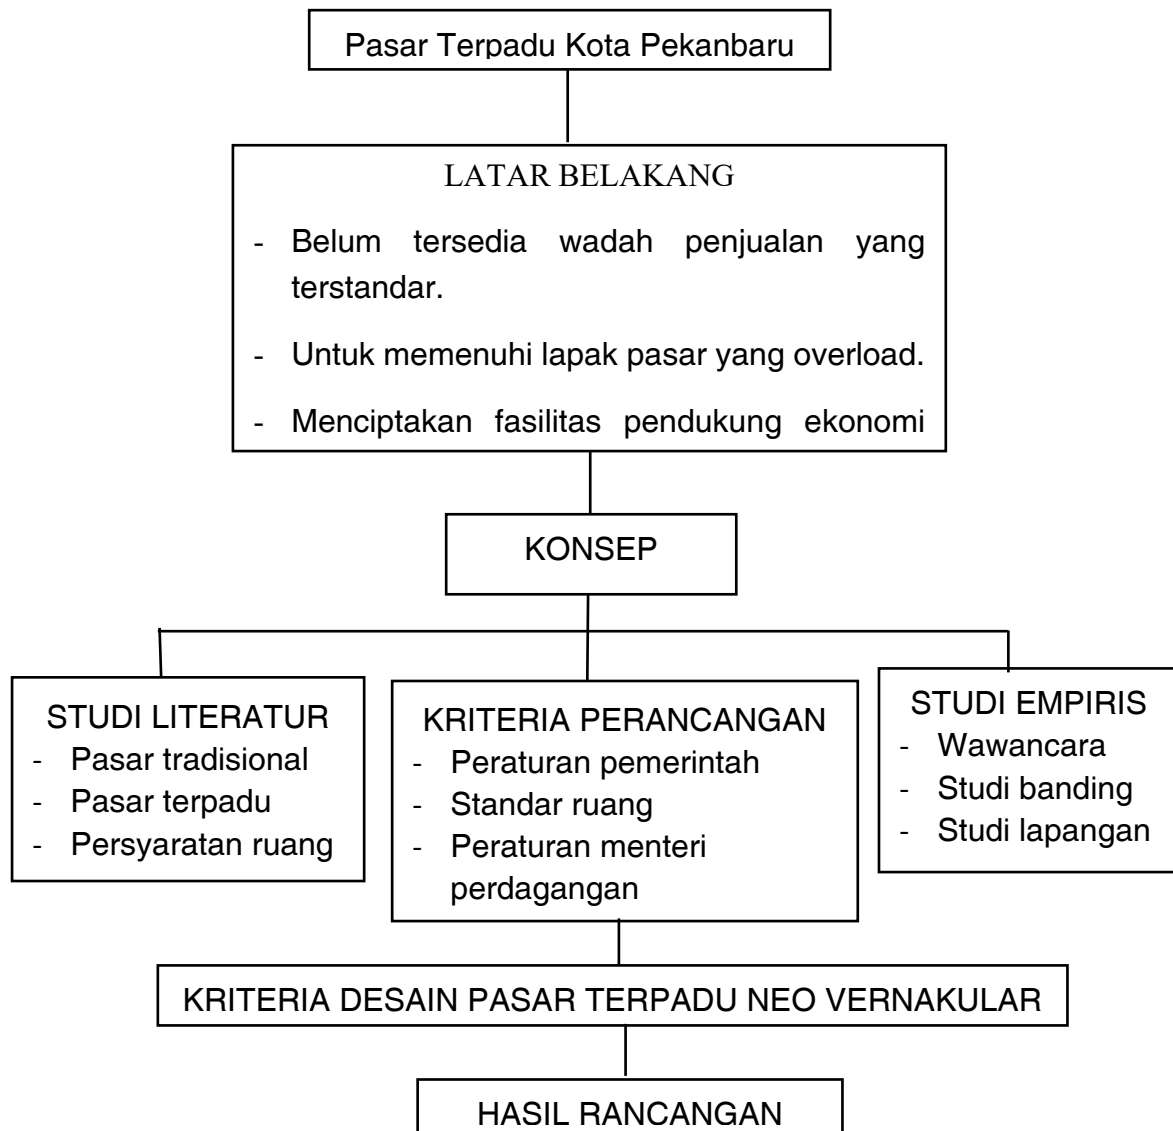 Pasar Terpadu Kota Pekanbaru
LATAR BELAKANG
- Belum tersedia wadah penjualan yang
terstandar.
- Untuk memenuhi lapak pasar yang overload.
- Menciptakan fasilitas pendukung ekonomi
KONSEP
STUDI LITERATUR
- Pasar tradisional
- Pasar terpadu
- Persyaratan ruang
KRITERIA PERANCANGAN
- Peraturan pemerintah
- Standar ruang
- Peraturan menteri
perdagangan
STUDI EMPIRIS
- Wawancara
- Studi banding
- Studi lapangan
KRITERIA DESAIN PASAR TERPADU NEO VERNAKULAR
HASIL RANCANGAN